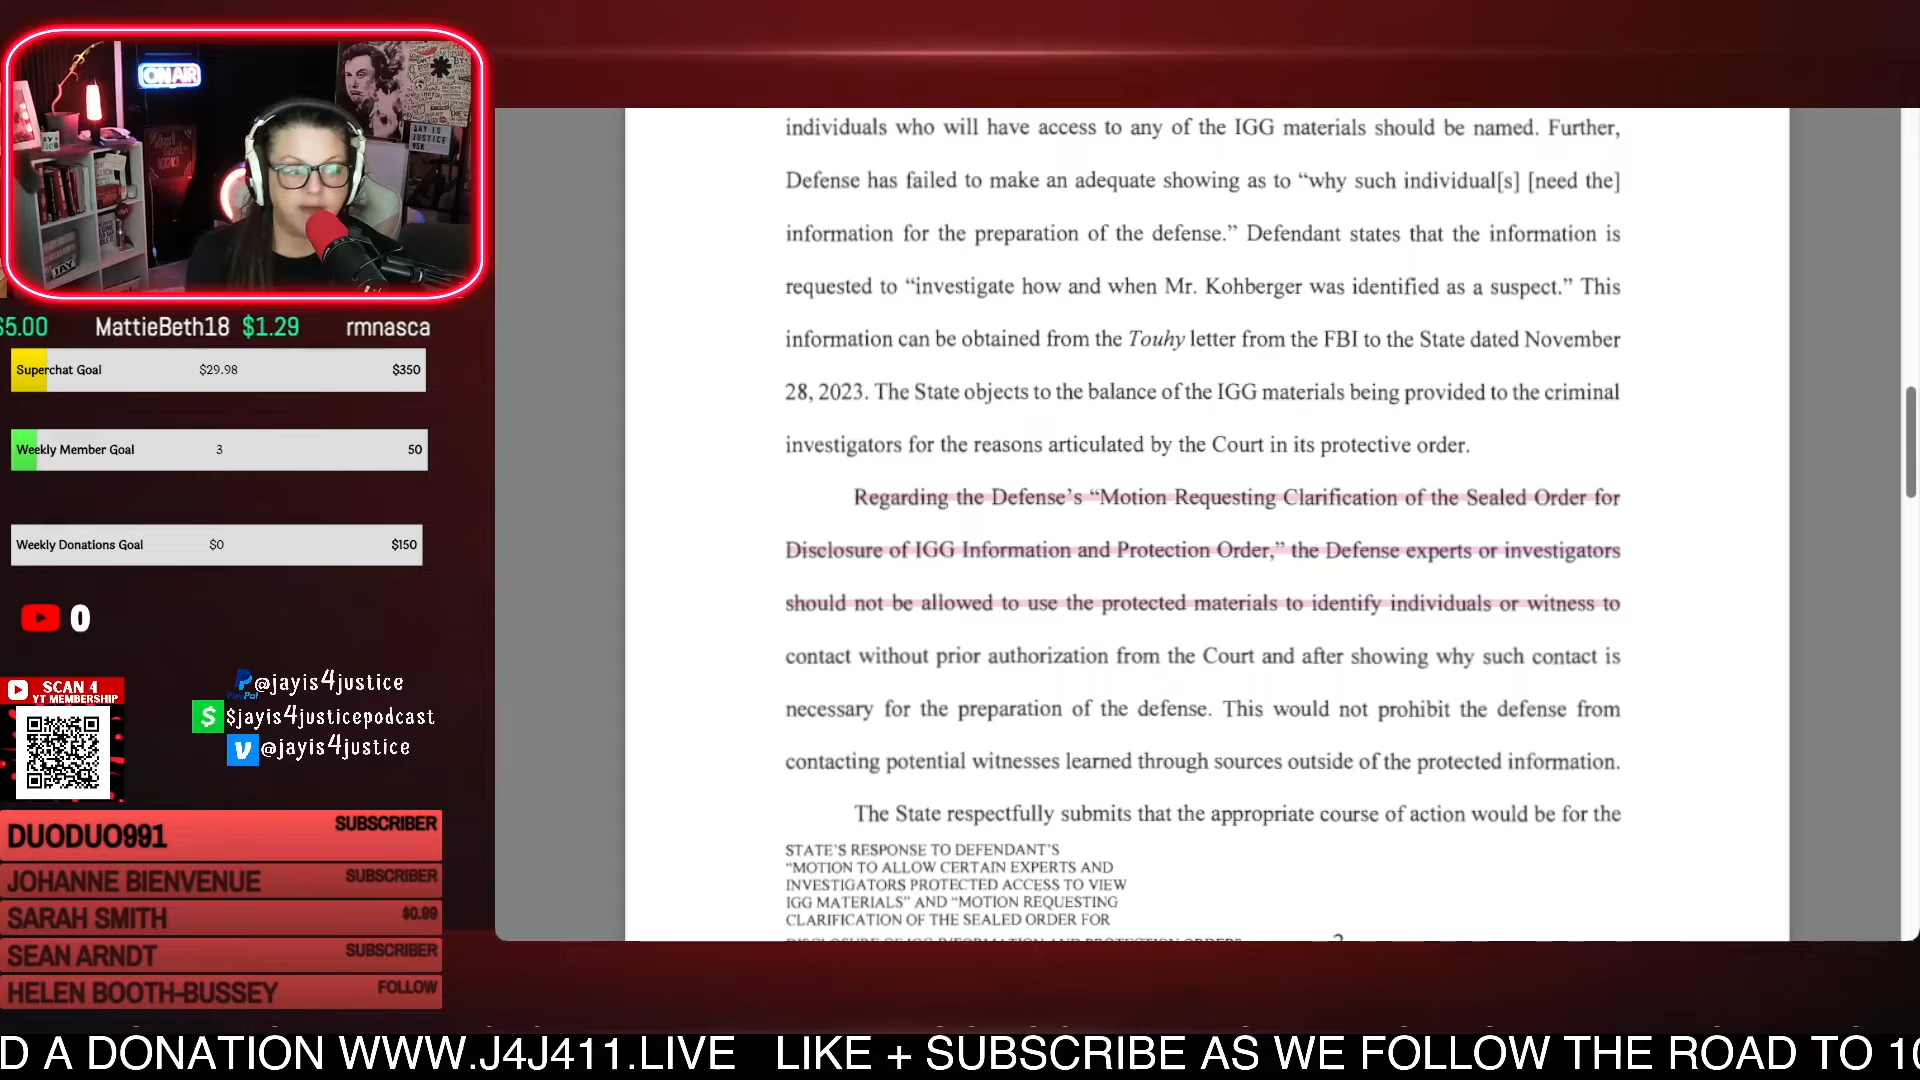 ON AIR
JAY IS
JUSTICE
95K
JAY
$5.00 MattieBeth18 $1.29 rmnasca
Superchat Goal $29.98 $350
Weekly Member Goal 3 50
Weekly Donations Goal $0 $150
0
SCAN 4
YT MEMBERSHIP
PayPal @jayis4justice
$ $jayis4justicepodcast
V @jayis4justice
DUODUO991 SUBSCRIBER
JOHANNE BIENVENUE SUBSCRIBER
SARAH SMITH $0.99
SEAN ARNDT SUBSCRIBER
HELEN BOOTH-BUSSEY FOLLOW
individuals who will have access to any of the IGG materials should be named. Further,
Defense has failed to make an adequate showing as to “why such individual[s] [need the]
information for the preparation of the defense.” Defendant states that the information is
requested to “investigate how and when Mr. Kohberger was identified as a suspect.” This
information can be obtained from the Touhy letter from the FBI to the State dated November
28, 2023. The State objects to the balance of the IGG materials being provided to the criminal
investigators for the reasons articulated by the Court in its protective order.
Regarding the Defense’s “Motion Requesting Clarification of the Sealed Order for
Disclosure of IGG Information and Protection Order,” the Defense experts or investigators
should not be allowed to use the protected materials to identify individuals or witness to
contact without prior authorization from the Court and after showing why such contact is
necessary for the preparation of the defense. This would not prohibit the defense from
contacting potential witnesses learned through sources outside of the protected information.
The State respectfully submits that the appropriate course of action would be for the
STATE’S RESPONSE TO DEFENDANT’S
“MOTION TO ALLOW CERTAIN EXPERTS AND
INVESTIGATORS PROTECTED ACCESS TO VIEW
IGG MATERIALS” AND “MOTION REQUESTING
CLARIFICATION OF THE SEALED ORDER FOR
DISCLOSURE OF IGG INFORMATION AND PROTECTION ORDER”
D A DONATION WWW.J4J411.LIVE LIKE + SUBSCRIBE AS WE FOLLOW THE ROAD TO 10